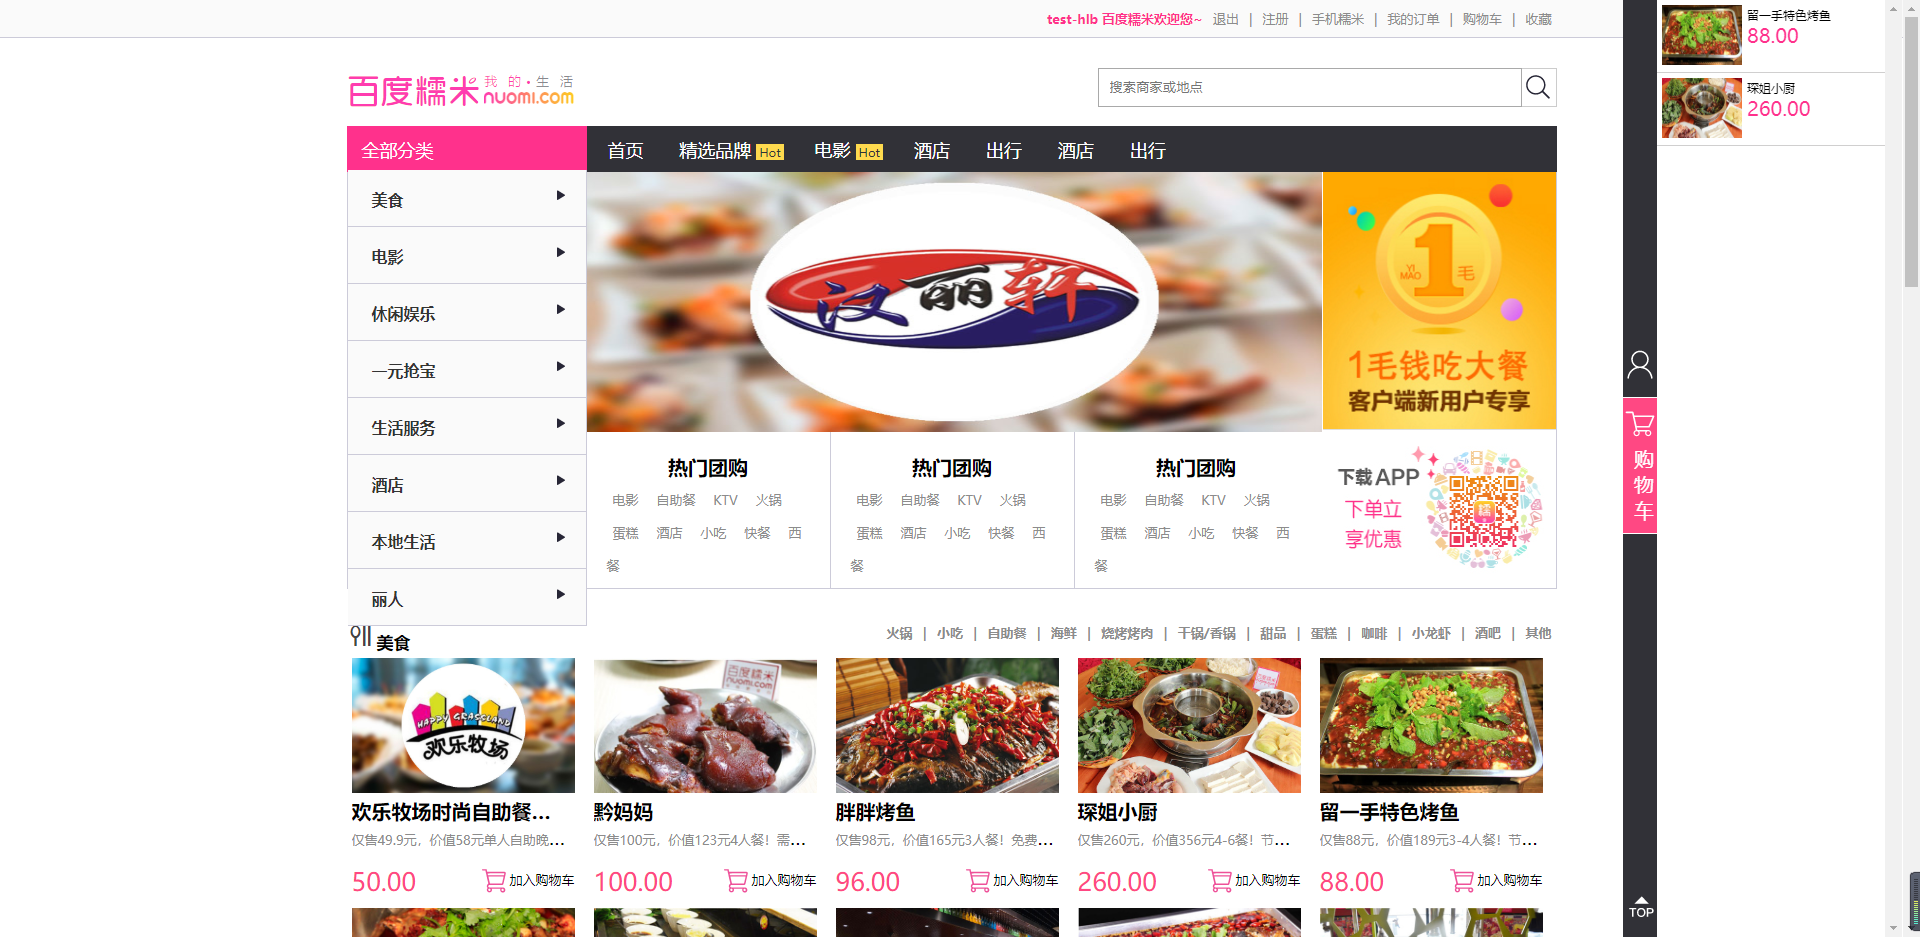 test-hlb 百度糯米欢迎您~ 退出 | 注册 | 手机糯米 | 我的订单 | 购物车 | 收藏
百度糯米 我的·生活
nuomi.com
搜索商家或地点
全部分类 首页 精选品牌 Hot 电影 Hot 酒店 出行 酒店 出行
美食
电影
休闲娱乐
一元抢宝
生活服务
酒店
本地生活
丽人
汉丽轩
1
YI MAO 毛
1毛钱吃大餐
客户端新用户专享
热门团购
电影 自助餐 KTV 火锅
蛋糕 酒店 小吃 快餐 西
餐
热门团购
电影 自助餐 KTV 火锅
蛋糕 酒店 小吃 快餐 西
餐
热门团购
电影 自助餐 KTV 火锅
蛋糕 酒店 小吃 快餐 西
餐
下载APP
下单立
享优惠
美食
火锅 | 小吃 | 自助餐 | 海鲜 | 烧烤烤肉 | 干锅/香锅 | 甜品 | 蛋糕 | 咖啡 | 小龙虾 | 酒吧 | 其他
HAPPY GRASSLAND
欢乐牧场
欢乐牧场时尚自助餐...
仅售49.9元，价值58元单人自助晚...
50.00 加入购物车
百度糯米
nuomi.com
黔妈妈
仅售100元，价值123元4人餐！需...
100.00 加入购物车
胖胖烤鱼
仅售98元，价值165元3人餐！免费...
96.00 加入购物车
琛姐小厨
仅售260元，价值356元4-6餐！节...
260.00 加入购物车
留一手特色烤鱼
仅售88元，价值189元3-4人餐！节...
88.00 加入购物车
购
物
车
TOP
留一手特色烤鱼
88.00
琛姐小厨
260.00